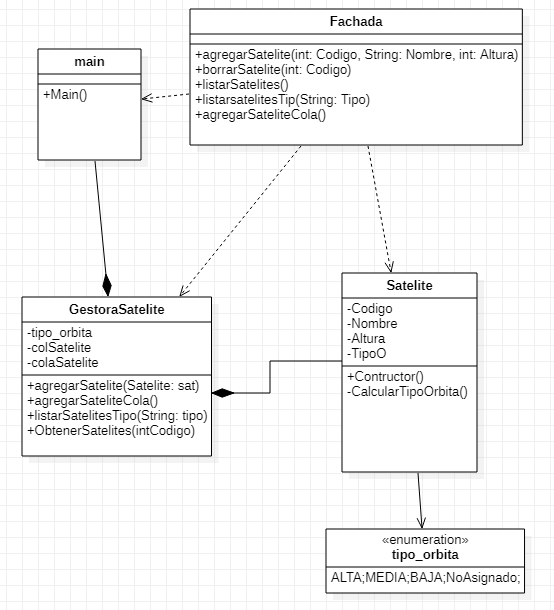 Fachada
+agregarSatelite(int: Codigo, String: Nombre, int: Altura)
+borrarSatelite(int: Codigo)
+listarSatelites()
+listarsatelitesTip(String: Tipo)
+agregarSateliteCola()
main
+Main()
GestoraSatelite
-tipo_orbita
-colSatelite
-colaSatelite
+agregarSatelite(Satelite: sat)
+agregarSateliteCola()
+listarSatelitesTipo(String: tipo)
+ObtenerSatelites(intCodigo)
Satelite
-Codigo
-Nombre
-Altura
-TipoO
+Contructor()
-CalcularTipoOrbita()
«enumeration»
tipo_orbita
ALTA;MEDIA;BAJA;NoAsignado;